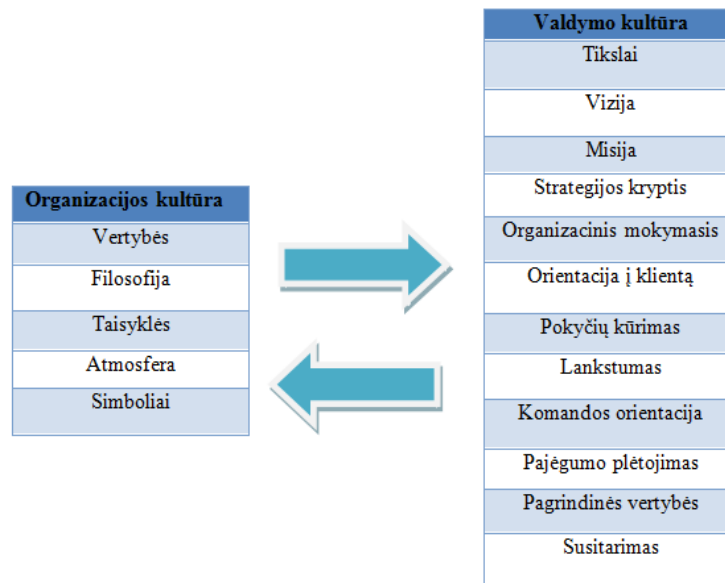 Organizacijos kultūra
Vertybės
Filosofija
Taisyklės
Atmosfera
Simboliai
Valdymo kultūra
Tikslai
Vizija
Misija
Strategijos kryptis
Organizacinis mokymasis
Orientacija į klientą
Pokyčių kūrimas
Lankstumas
Komandos orientacija
Pajėgumo plėtojimas
Pagrindinės vertybės
Susitarimas